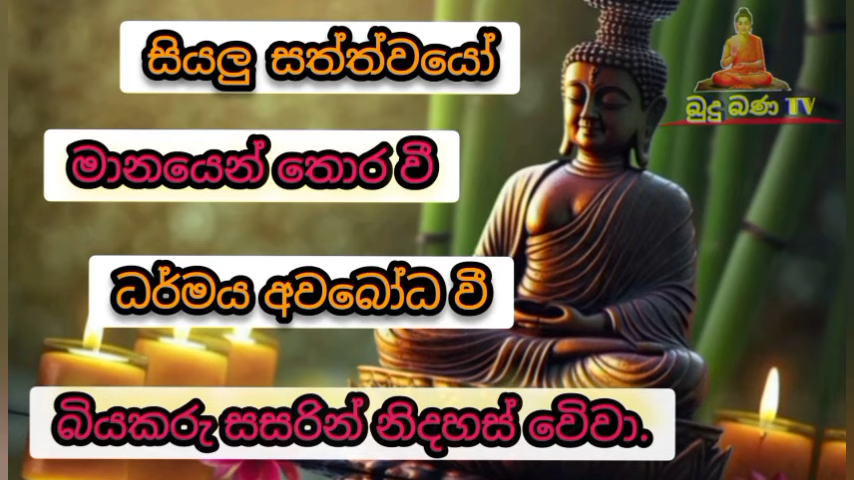 සියලු සත්ත්වයෝ
බුදු බණ TV
මානයෙන් තොර වී
ධර්මය අවබෝධ වී
බියකරු සසරින් නිදහස් වේවා.